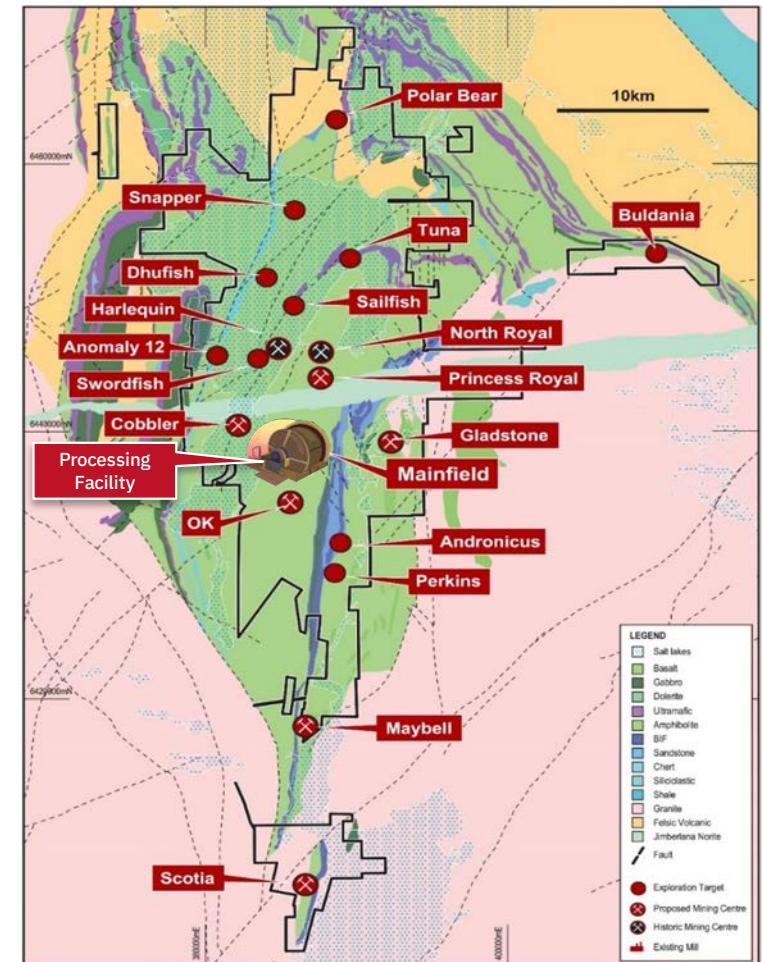 Polar Bear
10km
6460000mN
Snapper
Buldania
Tuna
Dhufish
Sailfish
Harlequin
North Royal
Anomaly 12
Princess Royal
Swordfish
Cobbler
6440000mN
Gladstone
Processing
Facility
Mainfield
OK
Andronicus
Perkins
LEGEND
Salt lakes
Basalt
Gabbro
Dolerite
Ultramafic
Amphibolite
BIF
Sandstone
Chert
Siliciclastic
Shale
Granite
Felsic Volcanic
Jimberlana Norite
Fault
Exploration Target
Proposed Mining Centre
Historic Mining Centre
Existing Mill
6420000mN
Maybell
Scotia
380000mE
400000mE